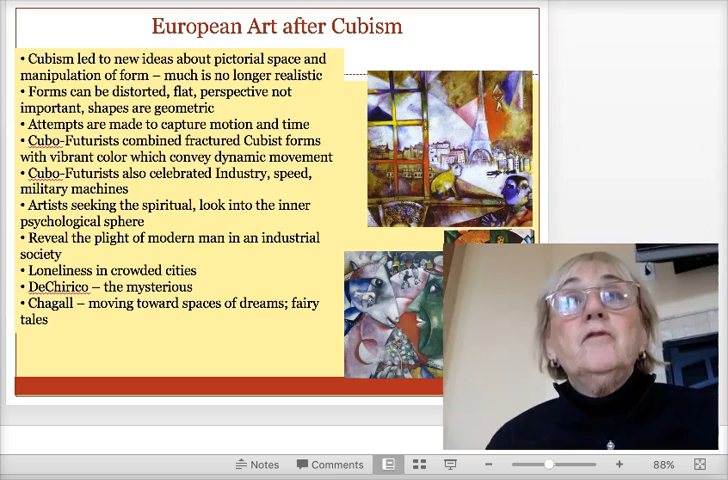 European Art after Cubism
• Cubism led to new ideas about pictorial space and
manipulation of form – much is no longer realistic
• Forms can be distorted, flat, perspective not
important, shapes are geometric
• Attempts are made to capture motion and time
• Cubo-Futurists combined fractured Cubist forms
with vibrant color which convey dynamic movement
• Cubo-Futurists also celebrated Industry, speed,
military machines
• Artists seeking the spiritual, look into the inner
psychological sphere
• Reveal the plight of modern man in an industrial
society
• Loneliness in crowded cities
• DeChirico – the mysterious
• Chagall – moving toward spaces of dreams; fairy
tales
Notes
Comments
88%